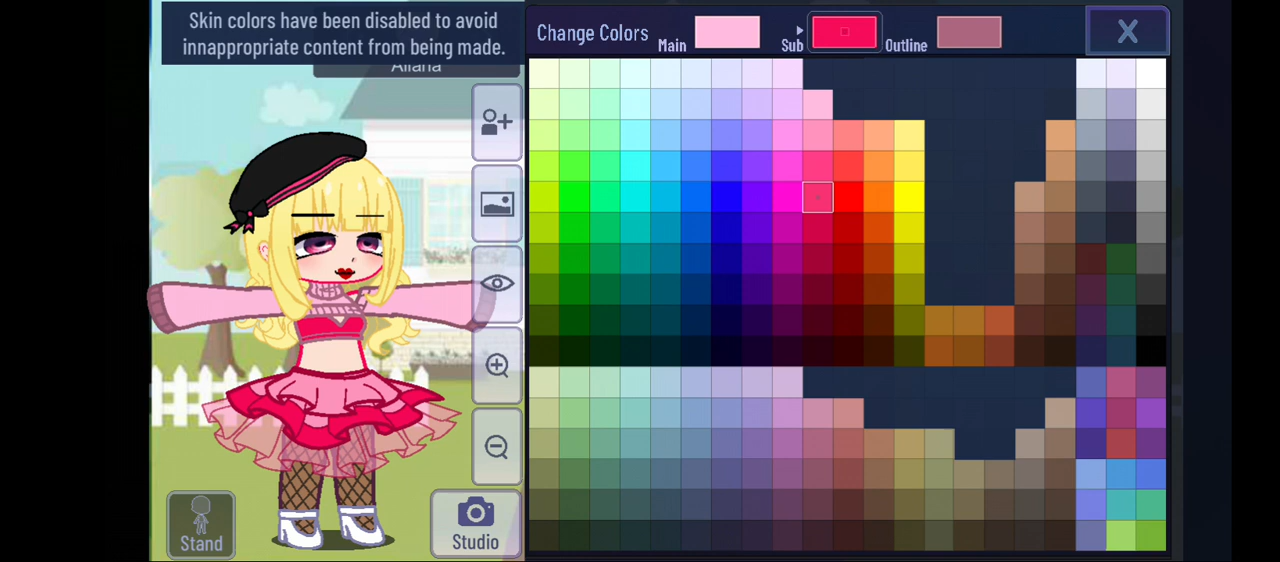 Skin colors have been disabled to avoid
innappropriate content from being made.
Allana
Change Colors
Main
Sub
Outline
X
Stand
Studio